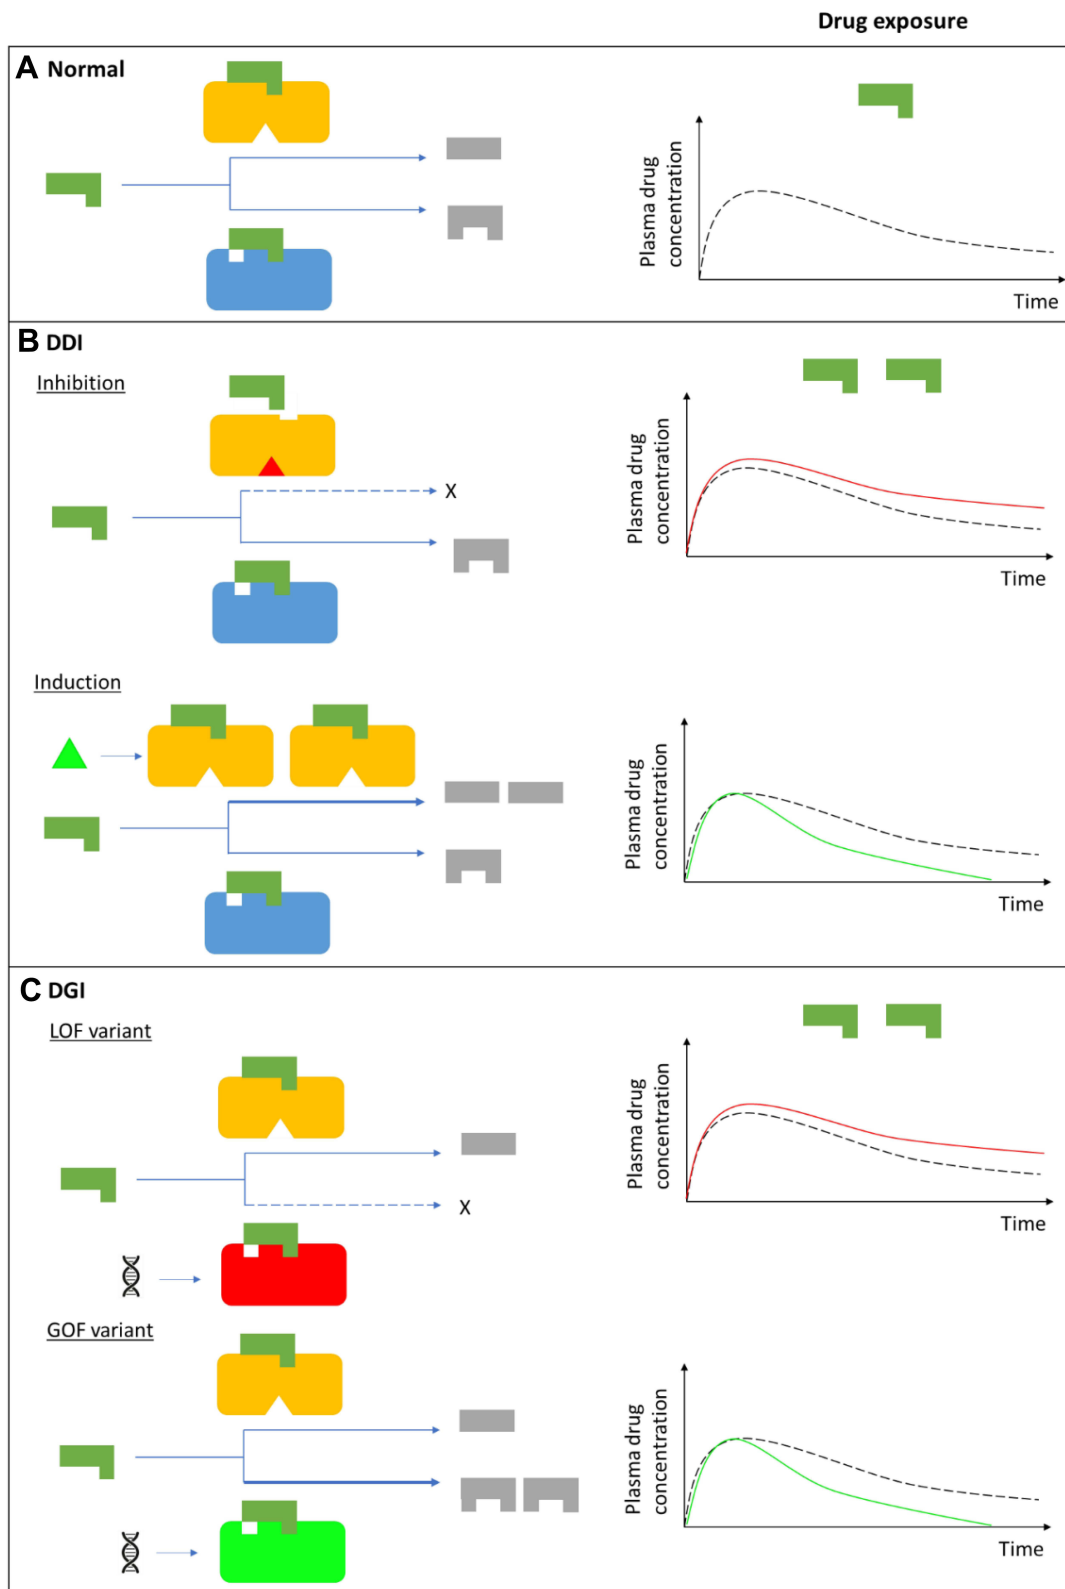 Drug exposure
A Normal
Plasma drug
concentration
Time
B DDI
Inhibition
X
Plasma drug
concentration
Time
Induction
Plasma drug
concentration
Time
C DGI
LOF variant
X
Plasma drug
concentration
Time
GOF variant
Plasma drug
concentration
Time